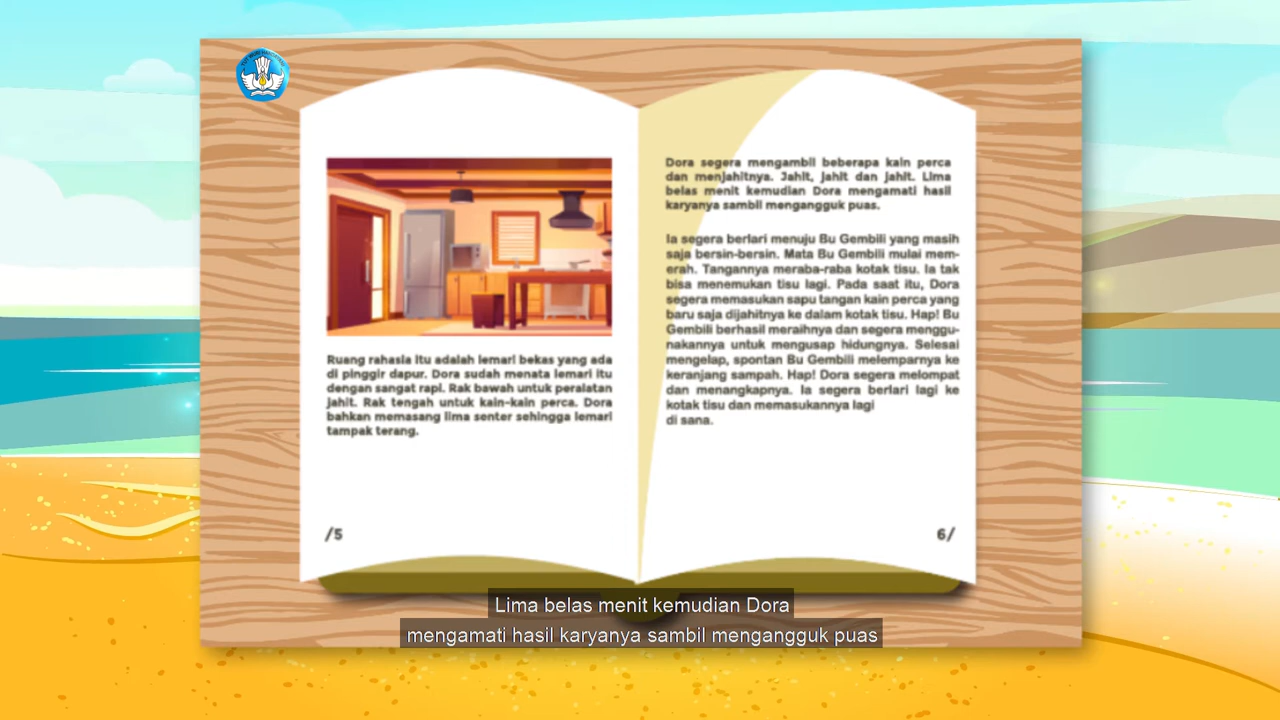 Ruang rahasia itu adalah lemari bekas yang ada
di pinggir dapur. Dora sudah menata lemari itu
dengan sangat rapi. Rak bawah untuk peralatan
jahit. Rak tengah untuk kain-kain perca. Dora
bahkan memasang lima senter sehingga lemari
tampak terang.
/5
Dora segera mengambil beberapa kain perca
dan menjahitnya. Jahit, jahit dan jahit. Lima
belas menit kemudian Dora mengamati hasil
karyanya sambil mengangguk puas.
Ia segera berlari menuju Bu Gembili yang masih
saja bersin-bersin. Mata Bu Gembili mulai mem-
erah. Tangannya meraba-raba kotak tisu. Ia tak
bisa menemukan tisu lagi. Pada saat itu, Dora
segera memasukan sapu tangan kain perca yang
baru saja dijahitnya ke dalam kotak tisu. Hap! Bu
Gembili berhasil meraihnya dan segera menggu-
nakannya untuk mengusap hidungnya. Selesai
mengelap, spontan Bu Gembili melemparnya ke
keranjang sampah. Hap! Dora segera melompat
dan menangkapnya. Ia segera berlari lagi ke
kotak tisu dan memasukannya lagi
di sana.
6/
Lima belas menit kemudian Dora
mengamati hasil karyanya sambil mengangguk puas